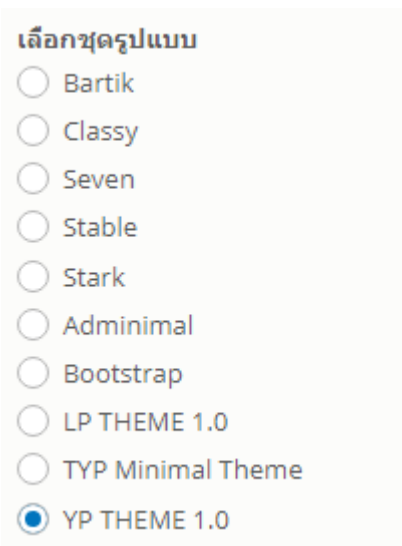 เลือกชุดรูปแบบ
Bartik
Classy
Seven
Stable
Stark
Adminimal
Bootstrap
LP THEME 1.0
TYP Minimal Theme
YP THEME 1.0